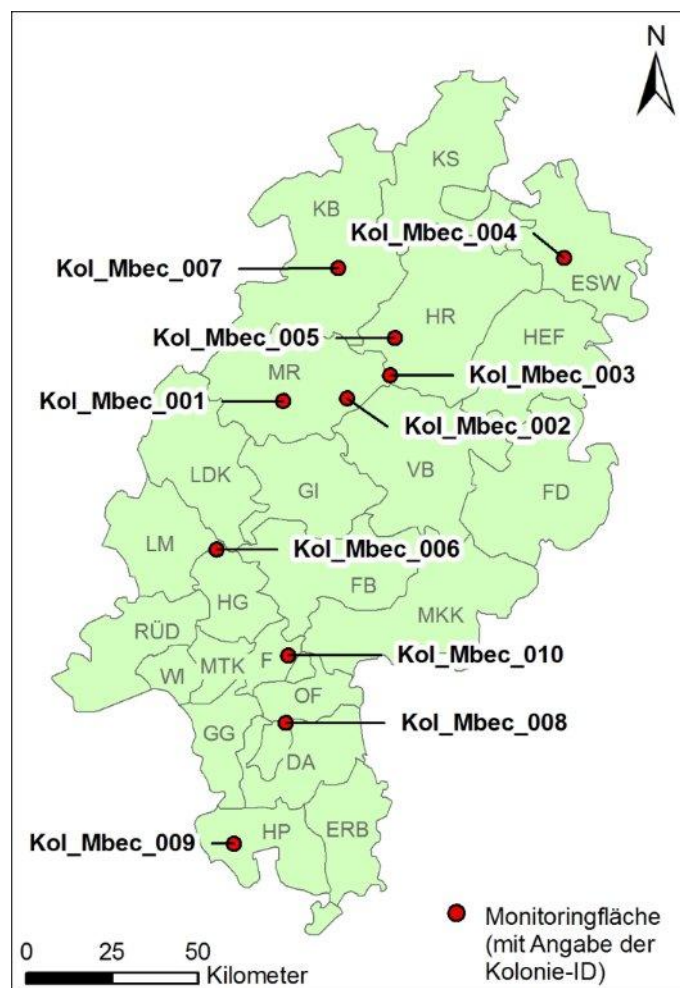 N
KS
KB
Kol_Mbec_004
Kol_Mbec_007
ESW
HR
Kol_Mbec_005
HEF
MR
Kol_Mbec_003
Kol_Mbec_001
Kol_Mbec_002
LDK
VB
GI
FD
LM
Kol_Mbec_006
FB
HG
MKK
RÜD
MTK
F
Kol_Mbec_010
WI
OF
Kol_Mbec_008
GG
DA
ERB
HP
Kol_Mbec_009
Monitoringfläche
(mit Angabe der
Kolonie-ID)
0 25 50
Kilometer